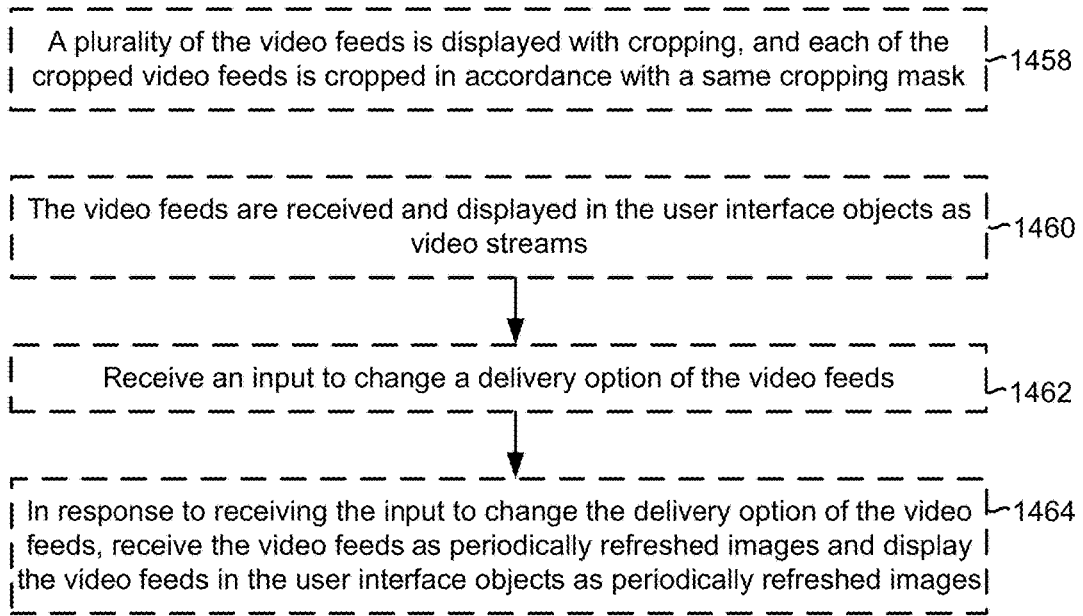 A plurality of the video feeds is displayed with cropping, and each of the
cropped video feeds is cropped in accordance with a same cropping mask
1458
The video feeds are received and displayed in the user interface objects as
video streams
1460
Receive an input to change a delivery option of the video feeds
1462
In response to receiving the input to change the delivery option of the video
feeds, receive the video feeds as periodically refreshed images and display
the video feeds in the user interface objects as periodically refreshed images
1464